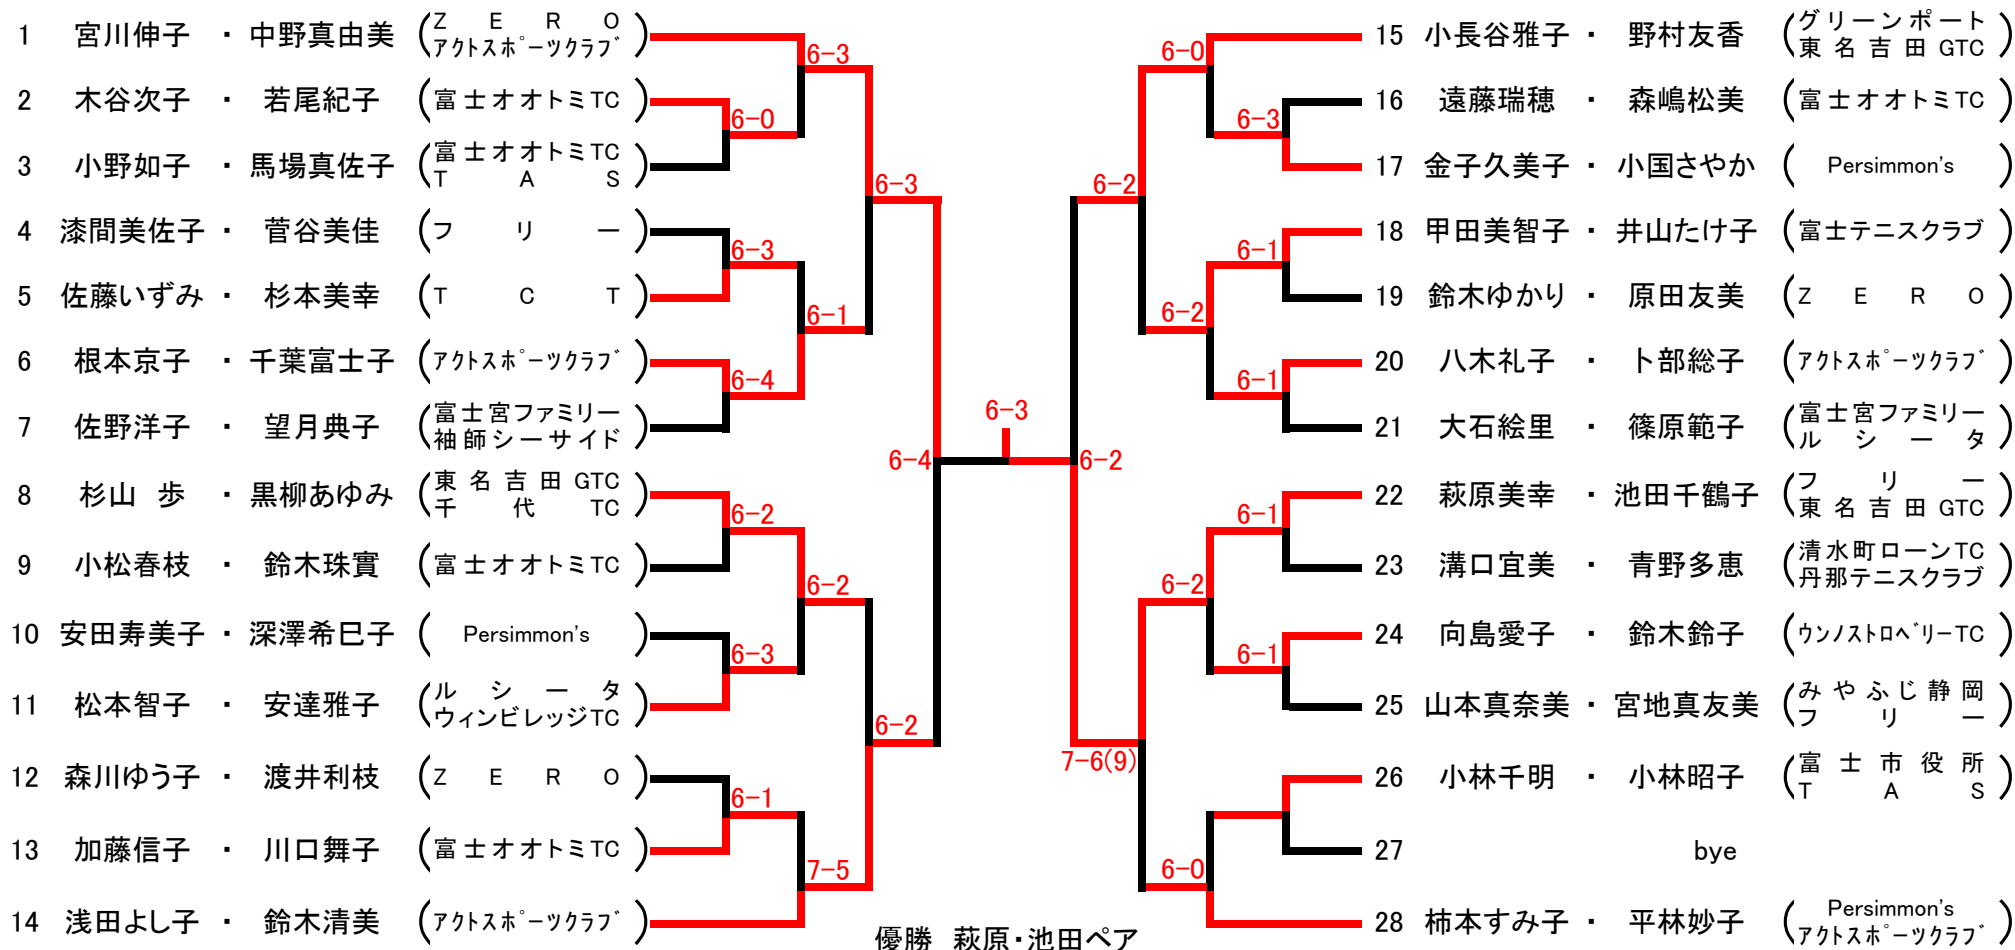 1 宮川伸子 ・ 中野真由美 (ZERO アクトスポーツクラブ)
6-3
2 木谷次子 ・ 若尾紀子 (富士オオトミTC)
6-0
3 小野如子 ・ 馬場真佐子 (富士オオトミTC TAS)
6-3
4 漆間美佐子 ・ 菅谷美佳 (フリー)
6-3
5 佐藤いずみ ・ 杉本美幸 (TCT)
6-1
6 根本京子 ・ 千葉富士子 (アクトスポーツクラブ)
6-4
7 佐野洋子 ・ 望月典子 (富士宮ファミリー 袖師シーサイド)
6-4
8 杉山 歩 ・ 黒柳あゆみ (東名吉田GTC 千代TC)
6-2
9 小松春枝 ・ 鈴木珠實 (富士オオトミTC)
6-2
10 安田寿美子 ・ 深澤希巳子 (Persimmon's)
6-3
11 松本智子 ・ 安達雅子 (ルシータ ウィンビレッジTC)
6-2
12 森川ゆう子 ・ 渡井利枝 (ZERO)
6-1
13 加藤信子 ・ 川口舞子 (富士オオトミTC)
7-5
14 浅田よし子 ・ 鈴木清美 (アクトスポーツクラブ)
6-3
15 小長谷雅子 ・ 野村友香 (グリーンポート 東名吉田GTC)
6-0
16 遠藤瑞穂 ・ 森嶋松美 (富士オオトミTC)
6-3
17 金子久美子 ・ 小国さやか (Persimmon's)
6-2
18 甲田美智子 ・ 井山たけ子 (富士テニスクラブ)
6-1
19 鈴木ゆかり ・ 原田友美 (ZERO)
6-2
20 八木礼子 ・ 卜部総子 (アクトスポーツクラブ)
6-1
21 大石絵里 ・ 篠原範子 (富士宮ファミリー ルシータ)
6-2
22 萩原美幸 ・ 池田千鶴子 (フリー 東名吉田GTC)
6-1
23 溝口宜美 ・ 青野多恵 (清水町ローンTC 丹那テニスクラブ)
6-2
24 向島愛子 ・ 鈴木鈴子 (ウンノストロベリーTC)
6-1
25 山本真奈美 ・ 宮地真友美 (みやふじ静岡 フリー)
7-6(9)
26 小林千明 ・ 小林昭子 (富士市役所 TAS)
27 bye
6-0
28 柿本すみ子 ・ 平林妙子 (Persimmon's アクトスポーツクラブ)
優勝 萩原・池田ペア